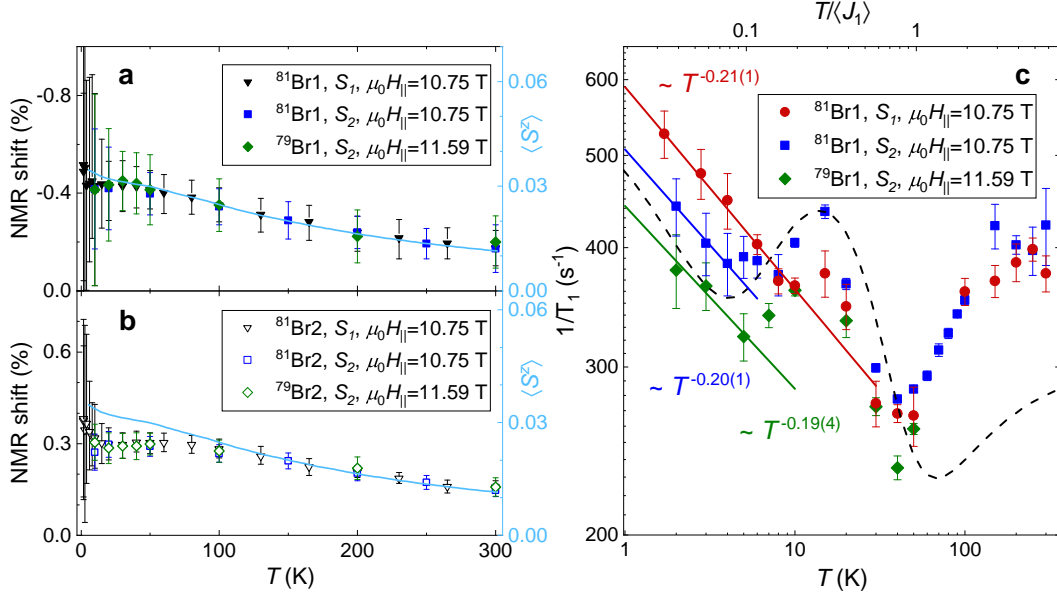 a
⁸¹Br1, S₁, μ₀H||=10.75 T
⁸¹Br1, S₂, μ₀H||=10.75 T
⁷⁹Br1, S₂, μ₀H||=11.59 T
-0.8
-0.4
0.0
NMR shift (%)
0.06
0.03
0.00
⟨Sᶻ⟩
b
⁸¹Br2, S₁, μ₀H||=10.75 T
⁸¹Br2, S₂, μ₀H||=10.75 T
⁷⁹Br2, S₂, μ₀H||=11.59 T
0.6
0.3
0.0
NMR shift (%)
0.06
0.03
0.00
⟨Sᶻ⟩
0 100 200 300
T (K)
T/⟨J₁⟩
0.1 1
c
~ T⁻⁰·²¹⁽¹⁾
⁸¹Br1, S₁, μ₀H||=10.75 T
⁸¹Br1, S₂, μ₀H||=10.75 T
⁷⁹Br1, S₂, μ₀H||=11.59 T
~ T⁻⁰·²⁰⁽¹⁾
~ T⁻⁰·¹⁹⁽⁴⁾
600
500
400
300
200
1/T₁ (s⁻¹)
1 10 100
T (K)